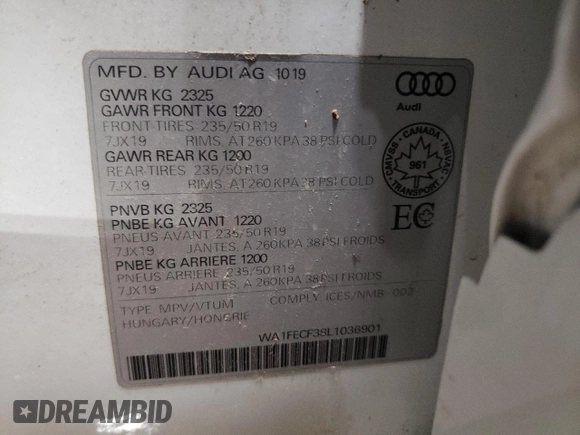 MFD. BY AUDI AG 10 19
GVWR KG 2325
GAWR FRONT KG 1220
FRONT-TIRES 235/50 R19
7JX19 RIMS, AT 260 KPA 38 PSI COLD
GAWR REAR KG 1200
REAR-TIRES 235/50 R19
7JX19 RIMS, AT 260 KPA 38 PSI COLD
PNVB KG 2325
PNBE KG AVANT 1220
PNEUS AVANT 235/50 R19
7JX19 JANTES, A 260KPA 38 PSI FROIDS
PNBE KG ARRIERE 1200
PNEUS ARRIERE 235/50 R19
7JX19 JANTES, A 260KPA 38 PSI FROIDS
TYPE MPV/VTUM COMPLY ICES/NMB-002
HUNGARY/HONGRIE
WA1FECF38L1036901
Audi
CMVSS - CANADA - NSVAC
961
TRANSPORT
EC
DREAMBID